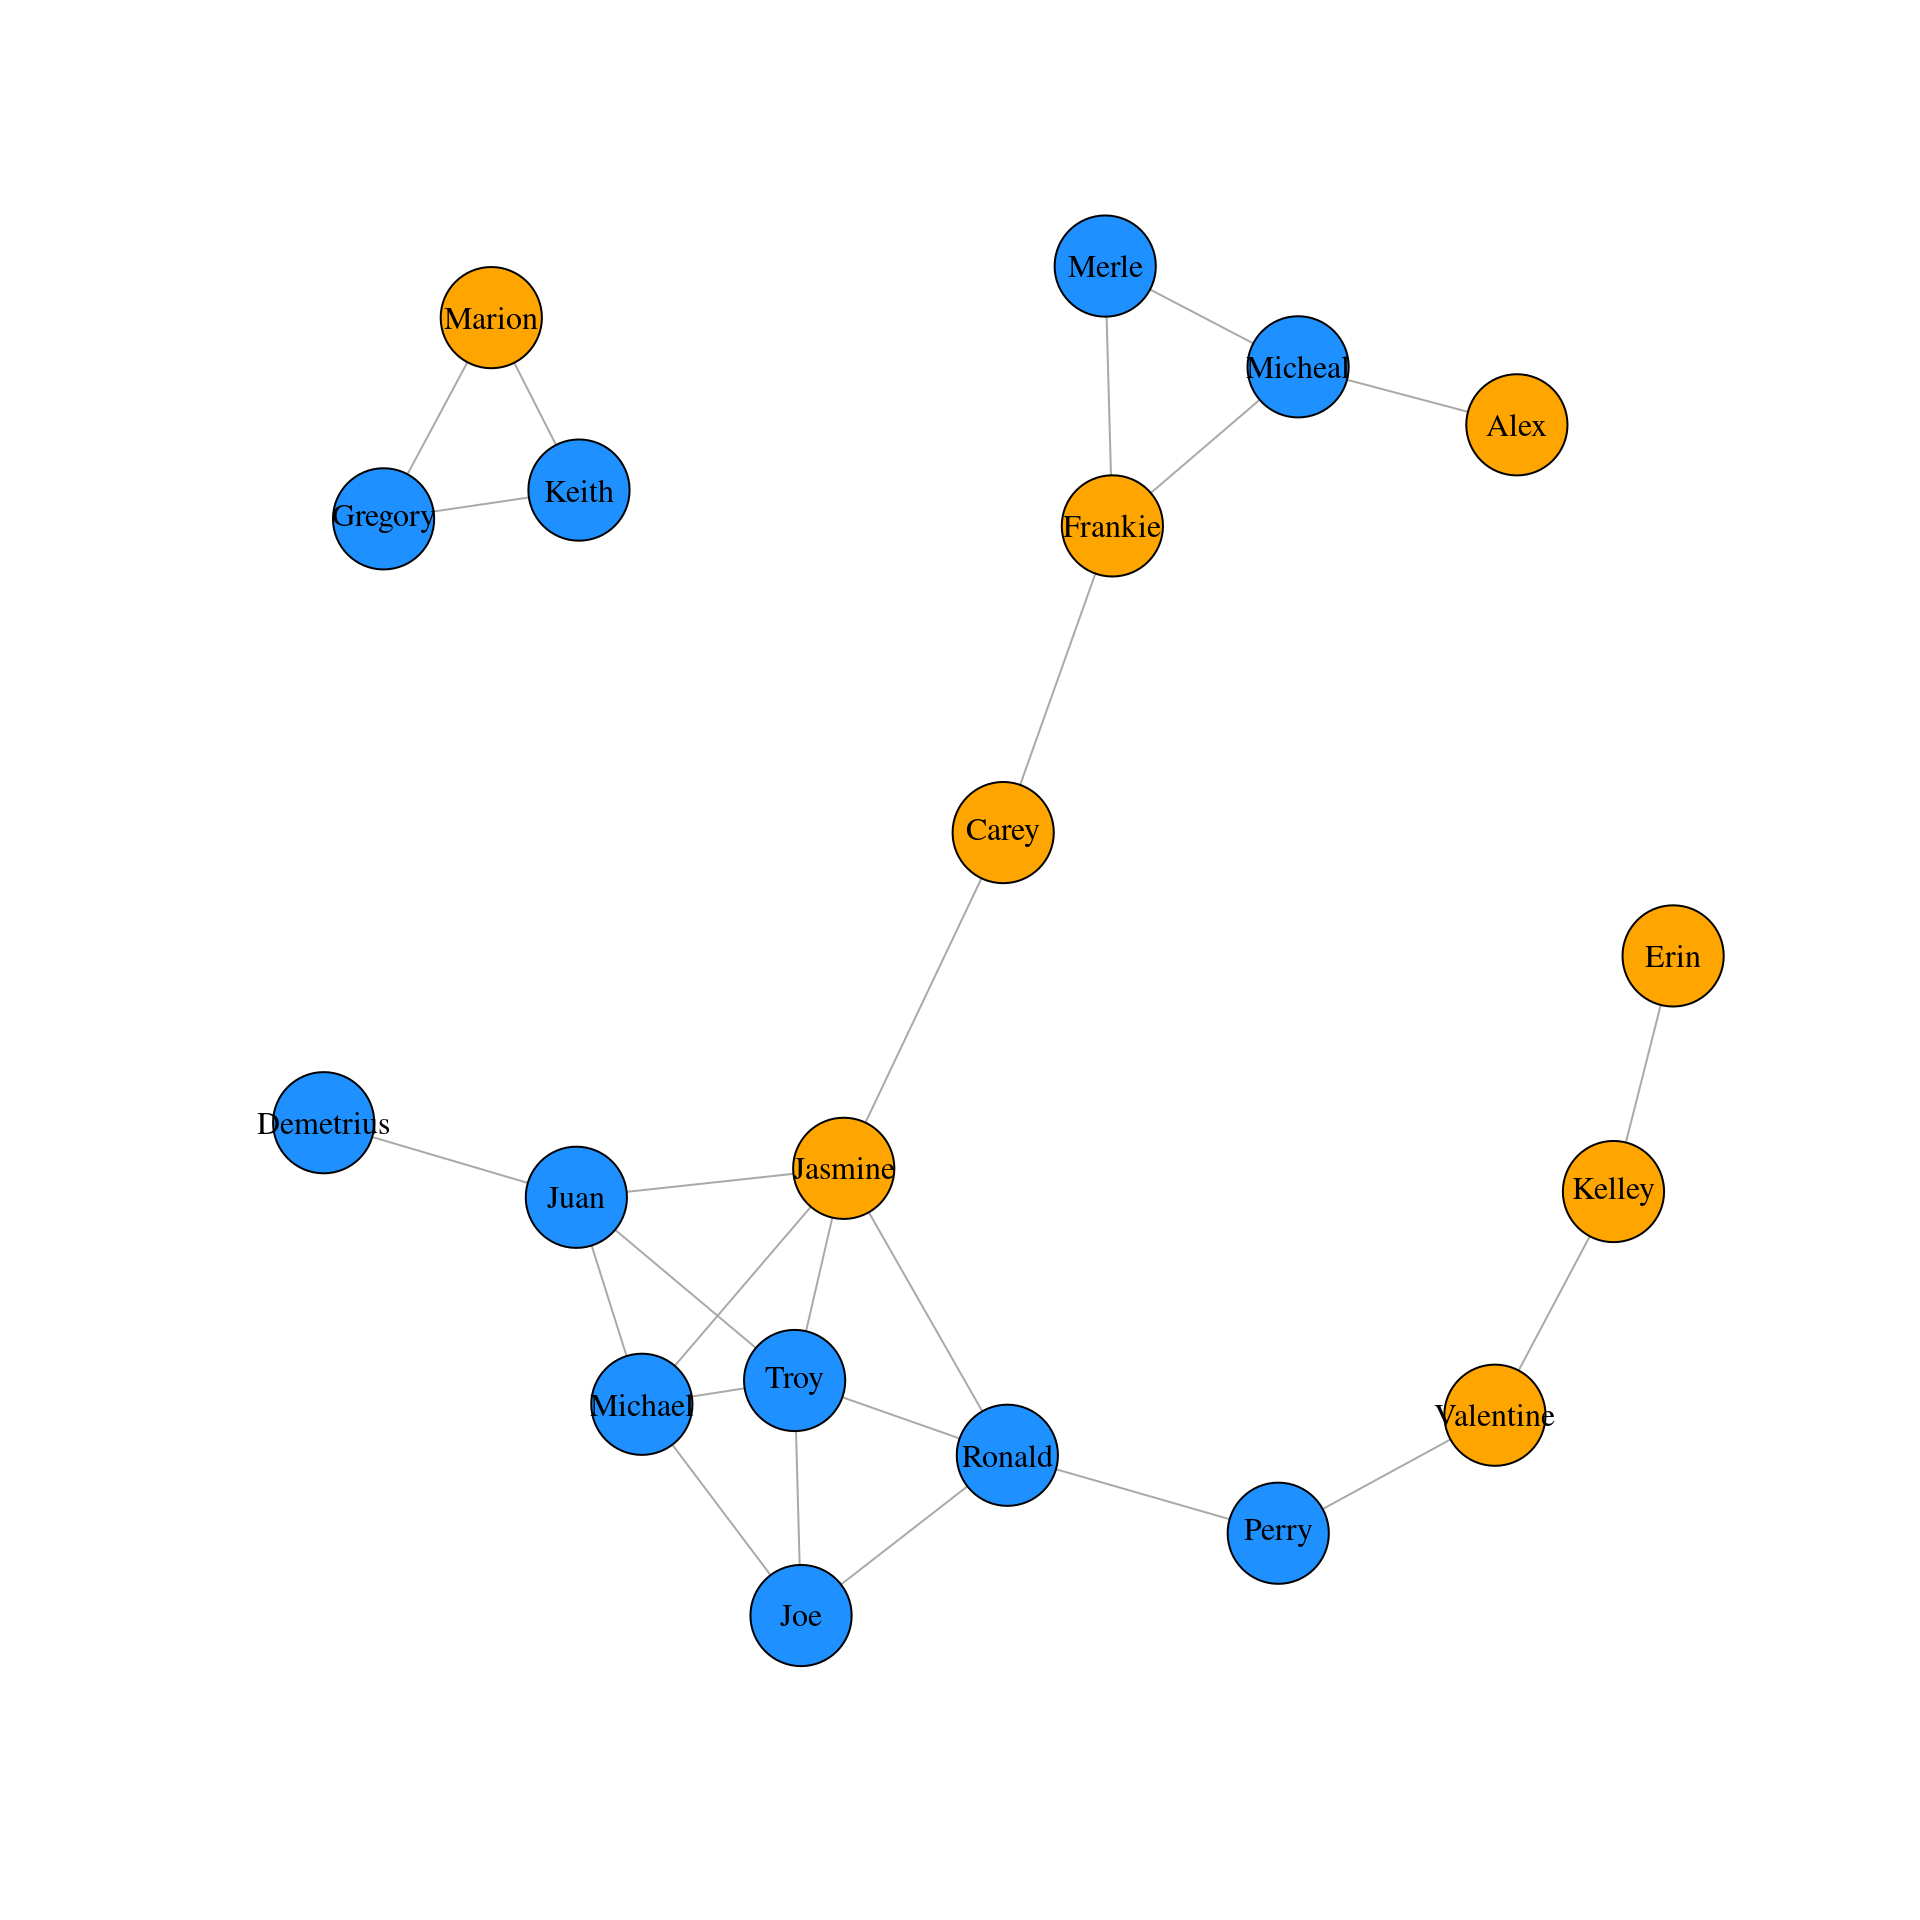 Merle
Marion
Micheal
Alex
Keith
Gregory
Frankie
Carey
Erin
Demetrius
Jasmine
Kelley
Juan
Troy
Michael
Valentine
Ronald
Perry
Joe